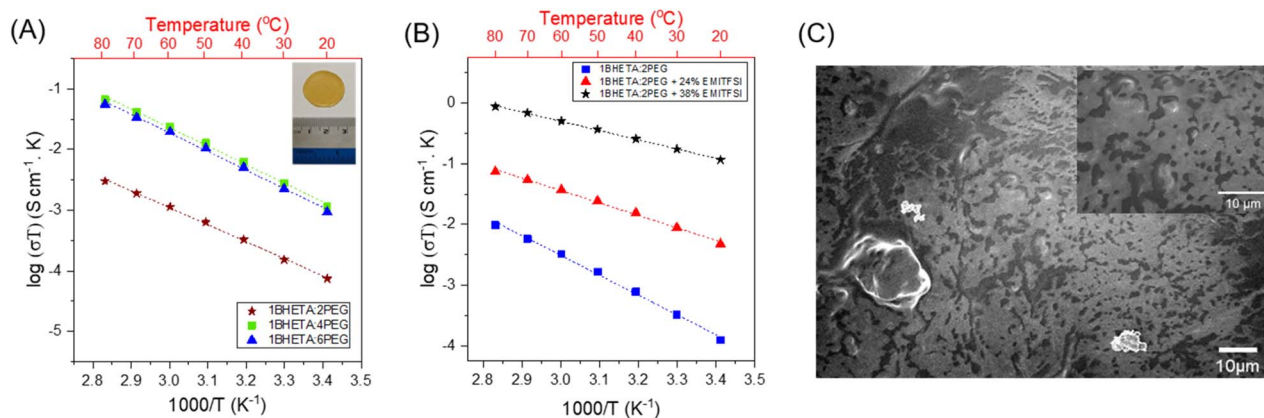 (A)
Temperature (°C)
80 70 60 50 40 30 20
log (σT) (S cm⁻¹. K)
-1
-2
-3
-4
-5
1BHETA:2PEG
1BHETA:4PEG
1BHETA:6PEG
2.8 2.9 3.0 3.1 3.2 3.3 3.4 3.5
1000/T (K⁻¹)
(B)
Temperature (°C)
80 70 60 50 40 30 20
log (σT) (S cm⁻¹. K)
0
-1
-2
-3
-4
1BHETA:2PEG
1BHETA:2PEG + 24% EMITFSI
1BHETA:2PEG + 38% EMITFSI
2.8 2.9 3.0 3.1 3.2 3.3 3.4 3.5
1000/T (K⁻¹)
(C)
10 µm
10µm